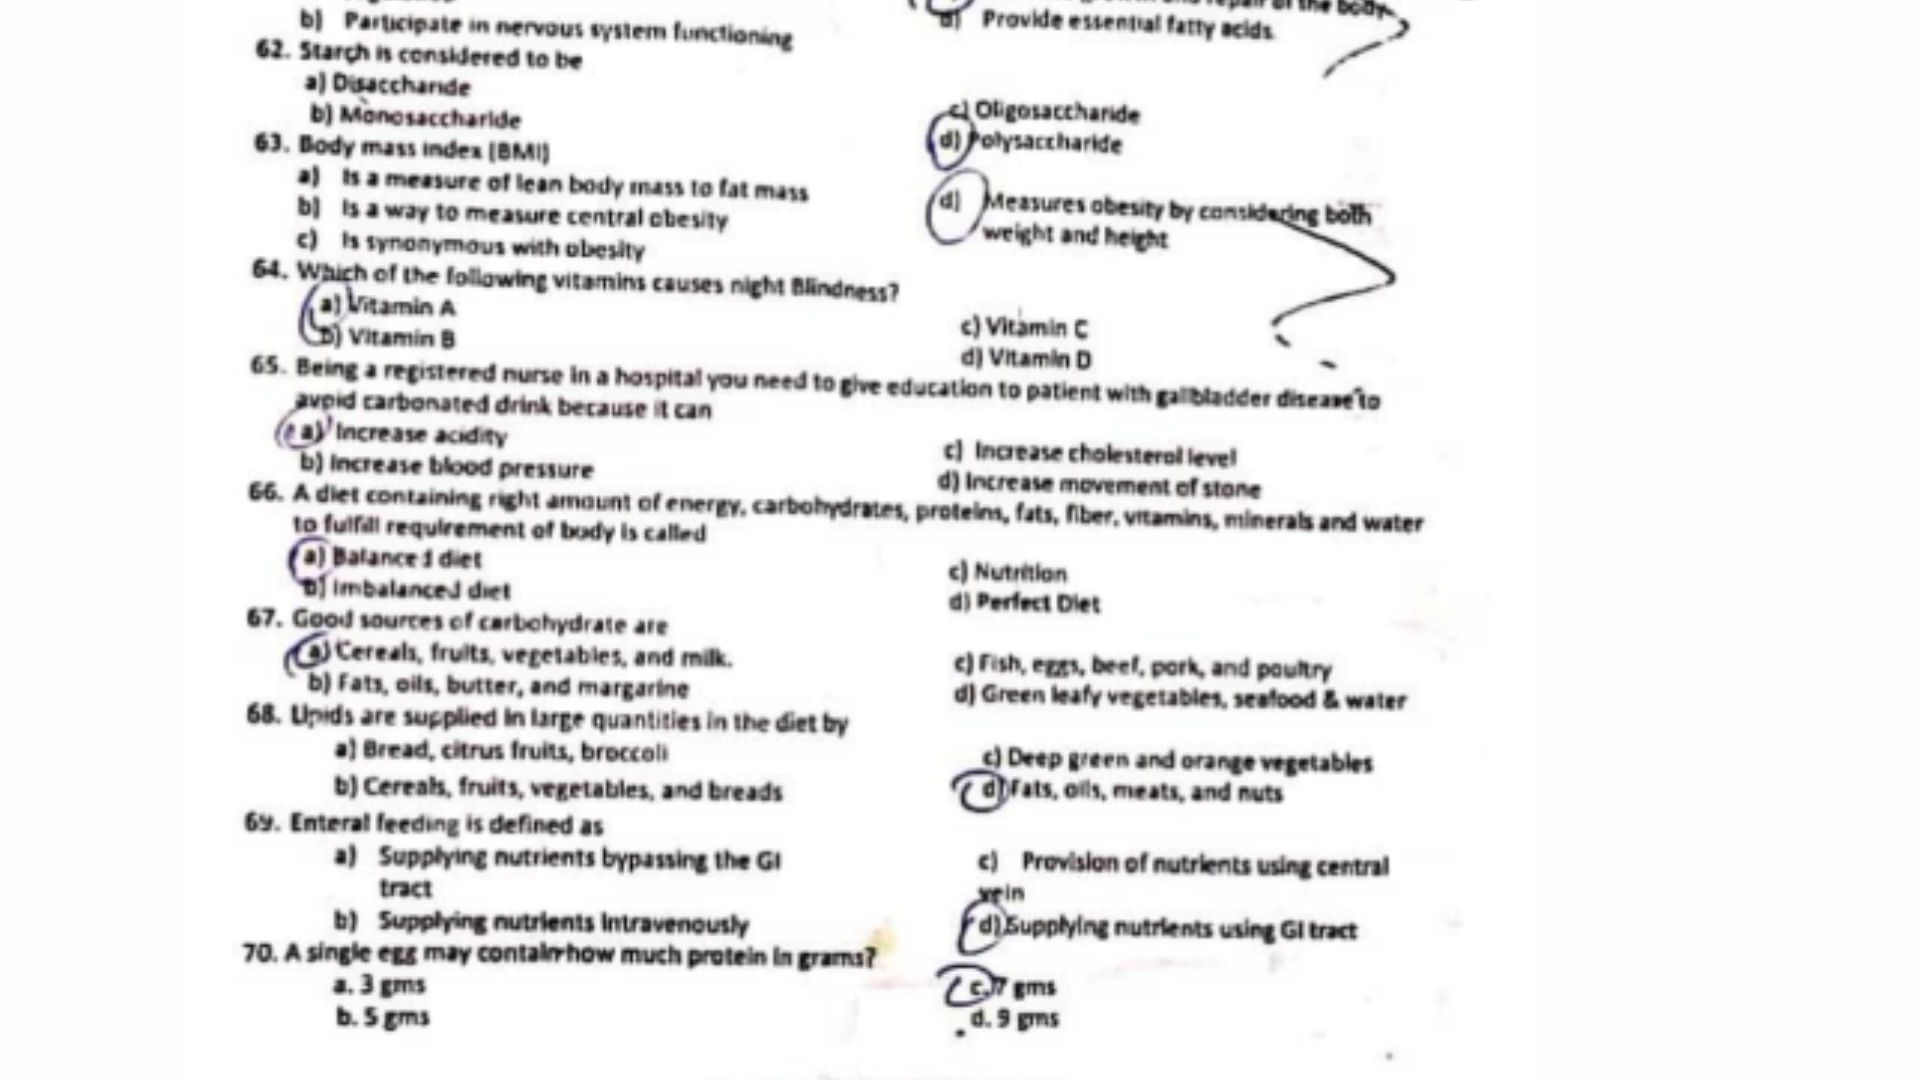 of the body
b) Participate in nervous system functioning
d) Provide essential fatty acids.
62. Starch is considered to be
a) Disaccharide
b) Monosaccharide
c) Oligosaccharide
d) Polysaccharide
63. Body mass index (BMI)
a) Is a measure of lean body mass to fat mass
b) Is a way to measure central obesity
c) Is synonymous with obesity
d) Measures obesity by considering both
weight and height
64. Which of the following vitamins causes night Blindness?
a) Vitamin A
b) Vitamin B
c) Vitamin C
d) Vitamin D
65. Being a registered nurse in a hospital you need to give education to patient with gallbladder disease to
avoid carbonated drink because it can
a) Increase acidity
b) Increase blood pressure
c) Increase cholesterol level
d) Increase movement of stone
66. A diet containing right amount of energy, carbohydrates, proteins, fats, fiber, vitamins, minerals and water
to fulfill requirement of body is called
a) Balanced diet
b) Imbalanced diet
c) Nutrition
d) Perfect Diet
67. Good sources of carbohydrate are
a) Cereals, fruits, vegetables, and milk.
b) Fats, oils, butter, and margarine
c) Fish, eggs, beef, pork, and poultry
d) Green leafy vegetables, seafood & water
68. Lipids are supplied in large quantities in the diet by
a) Bread, citrus fruits, broccoli
b) Cereals, fruits, vegetables, and breads
c) Deep green and orange vegetables
d) Fats, oils, meats, and nuts
69. Enteral feeding is defined as
a) Supplying nutrients bypassing the GI
tract
b) Supplying nutrients Intravenously
c) Provision of nutrients using central
vein
d) Supplying nutrients using GI tract
70. A single egg may contain how much protein in grams?
a. 3 gms
b. 5 gms
c. 7 gms
d. 9 gms